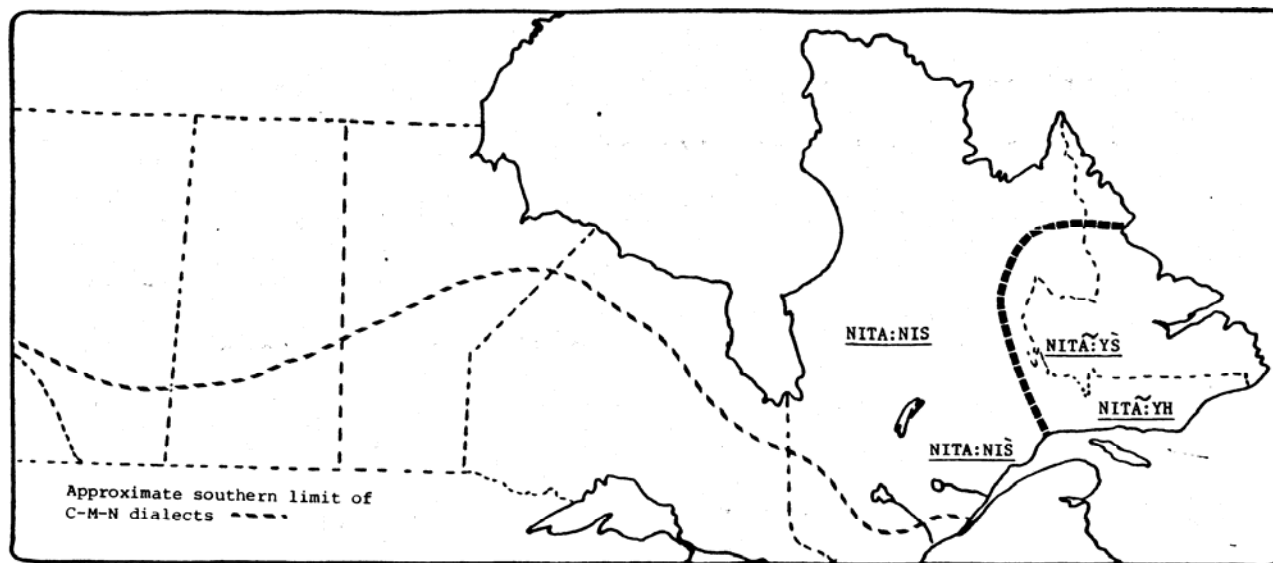 NITA:NIS
NITÃ:YS̀
NITÃ:YH
NITA:NIS̀
Approximate southern limit of
C-M-N dialects